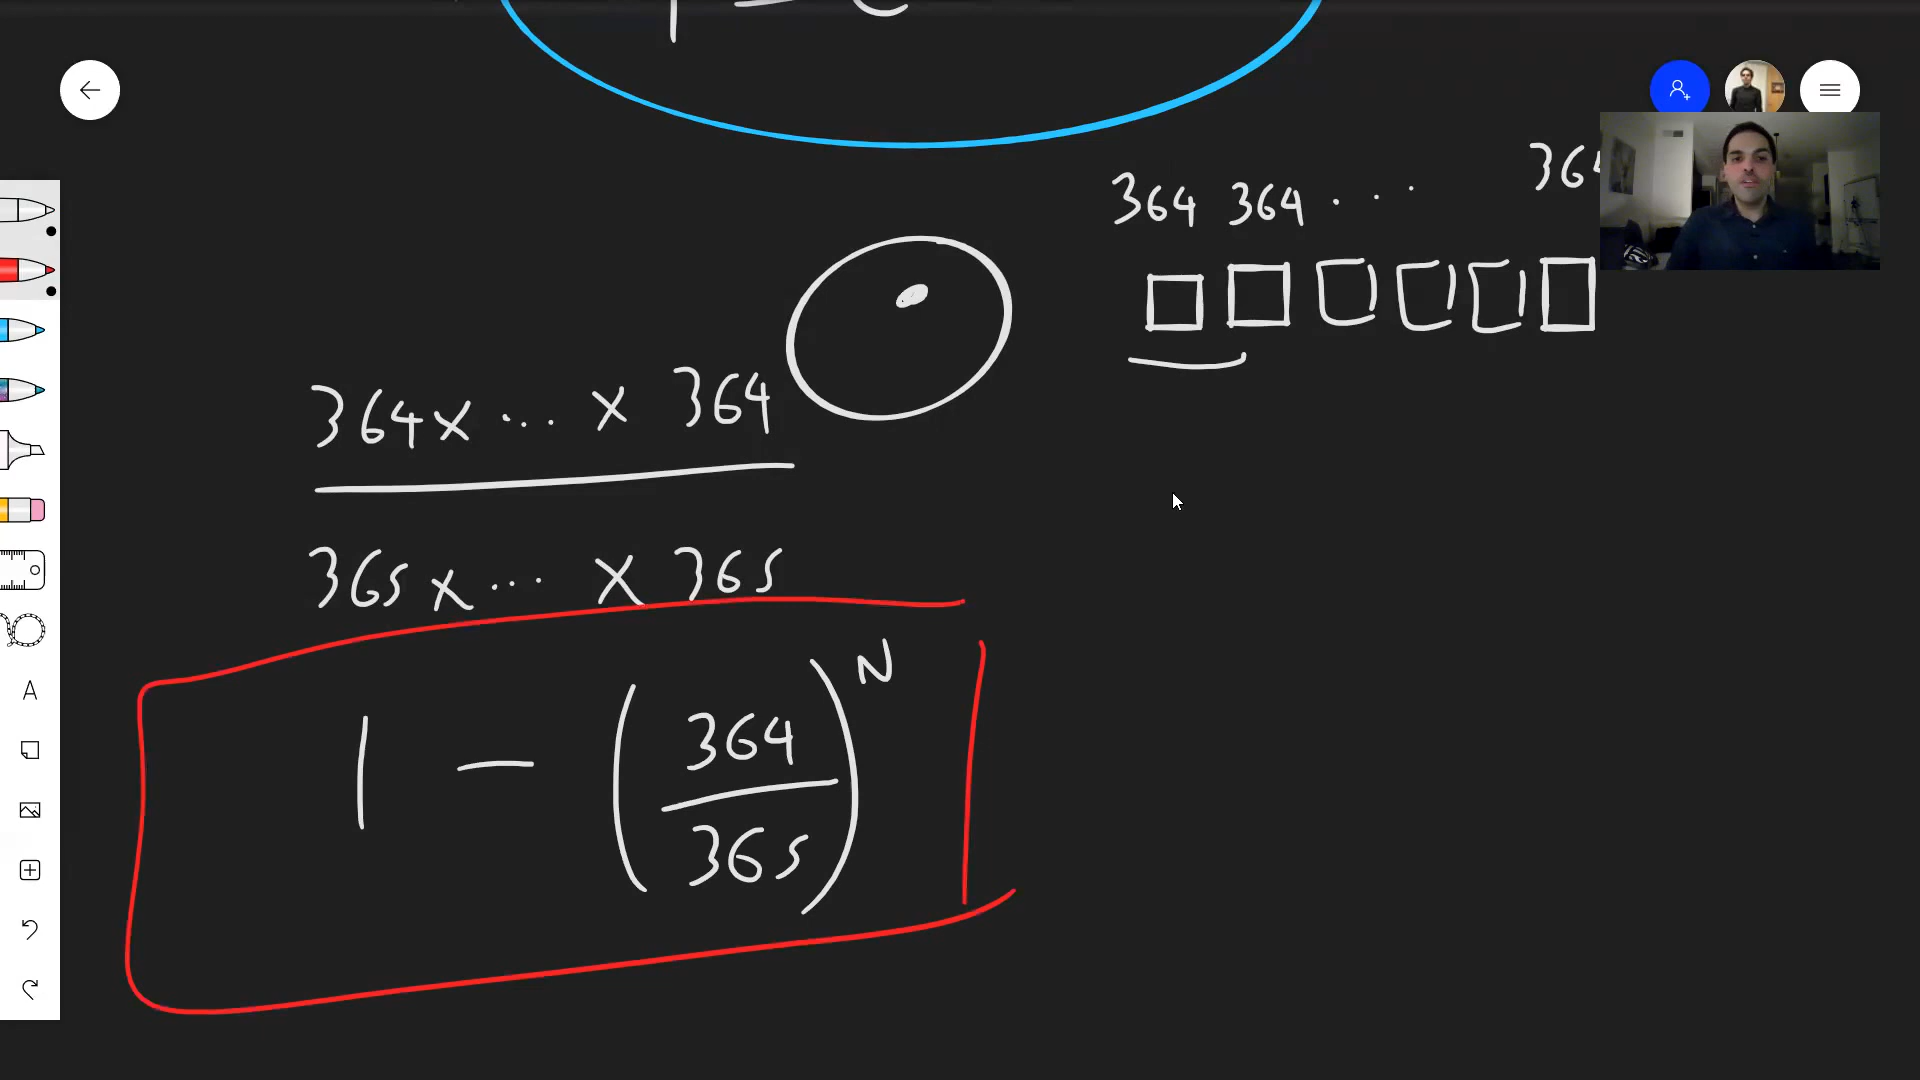 364 364 . . .
364 × ... × 364
365 × ... × 365
1 - (364/365)^N
A